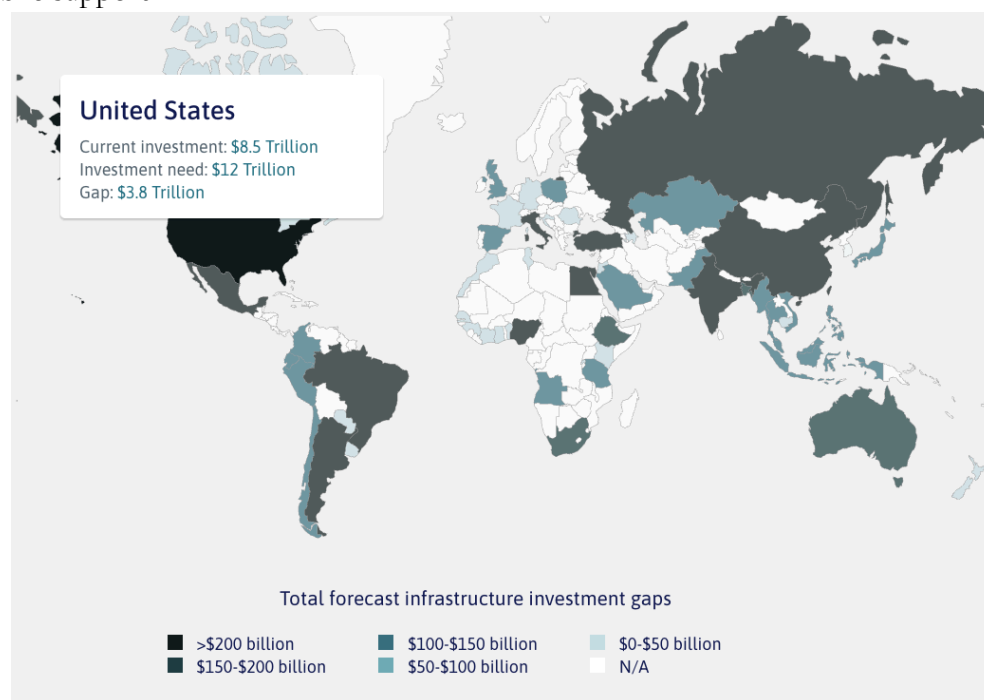 United States
Current investment: $8.5 Trillion
Investment need: $12 Trillion
Gap: $3.8 Trillion
Total forecast infrastructure investment gaps
>$200 billion
$100-$150 billion
$0-$50 billion
$150-$200 billion
$50-$100 billion
N/A